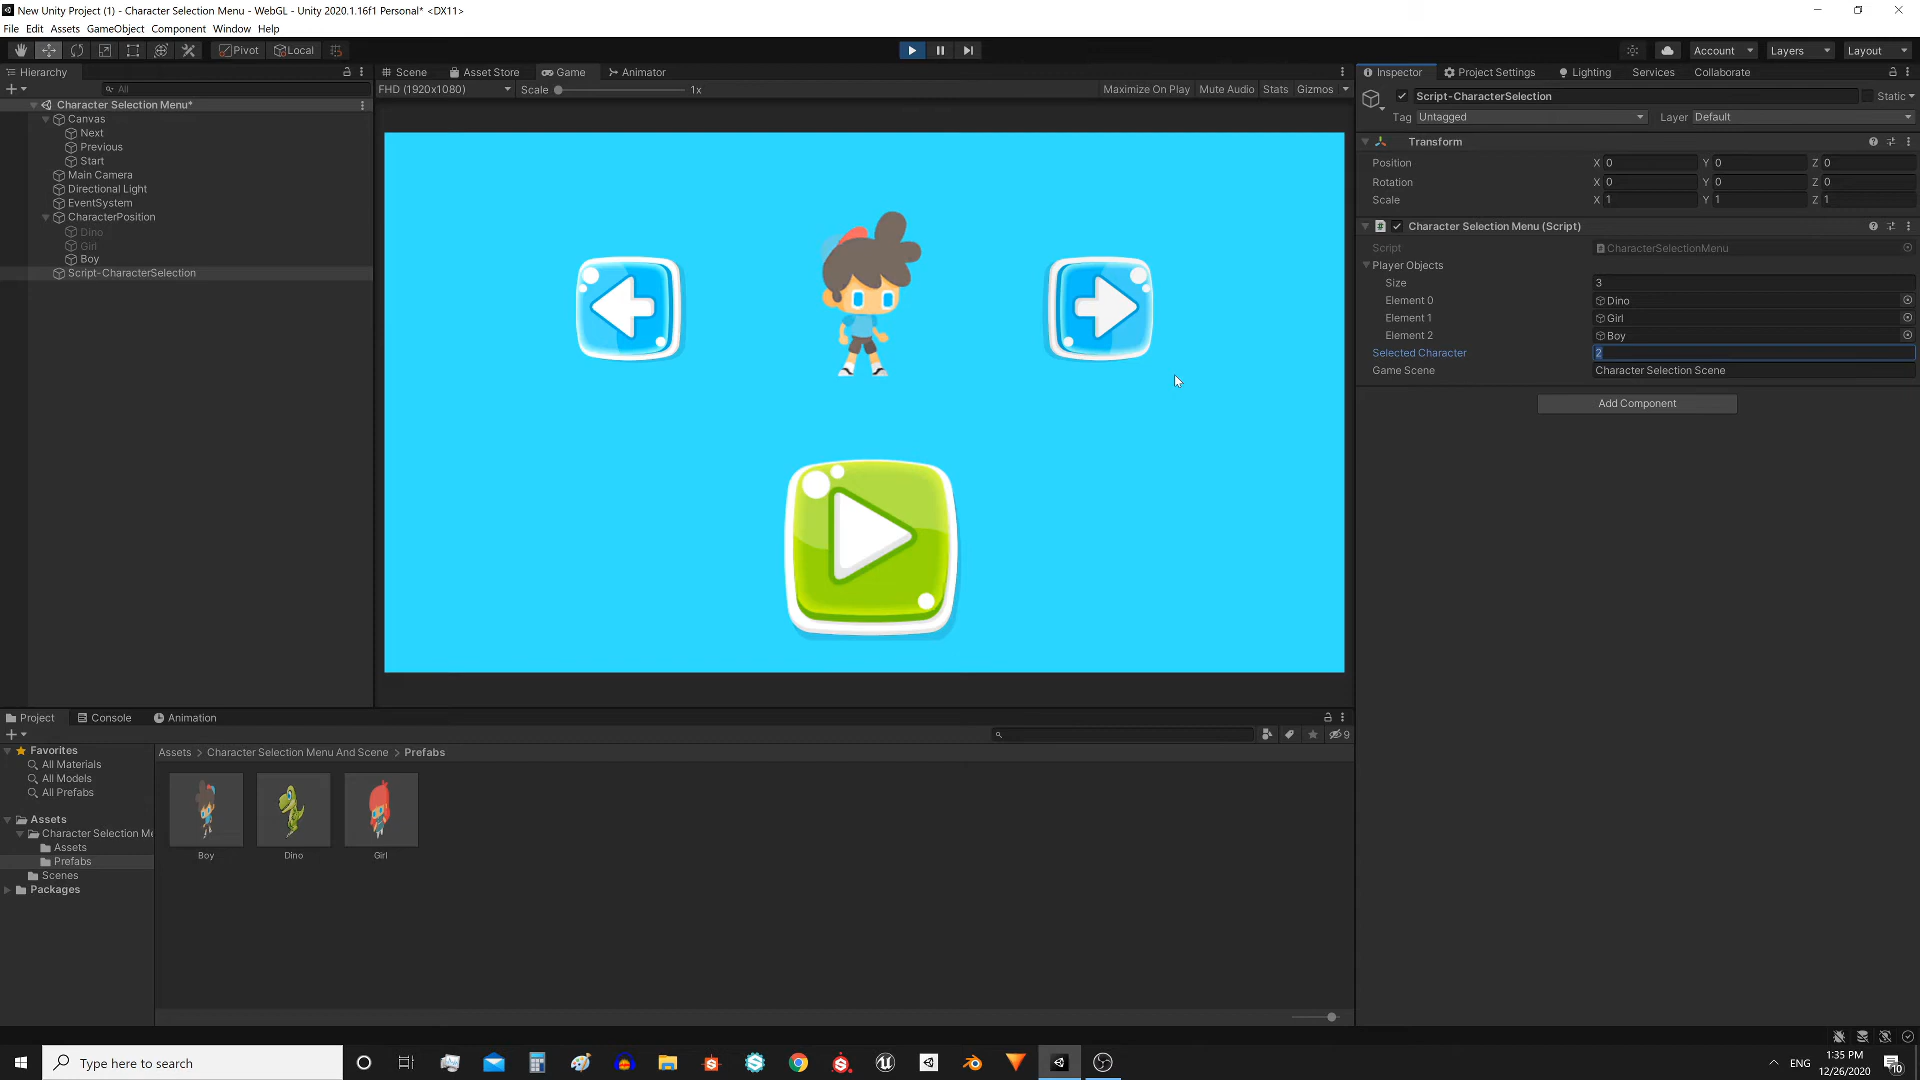 New Unity Project (1) - Character Selection Menu - WebGL - Unity 2020.1.16f1 Personal* <DX11>
File Edit Assets GameObject Component Window Help
Pivot Local Account Layers Layout
Hierarchy
All
Character Selection Menu*
Canvas
Next
Previous
Start
Main Camera
Directional Light
EventSystem
CharacterPosition
Dino
Girl
Boy
Script-CharacterSelection
Scene Asset Store Game Animator
FHD (1920x1080) Scale 1x Maximize On Play Mute Audio Stats Gizmos
Inspector Project Settings Lighting Services Collaborate
Script-CharacterSelection Static
Tag Untagged Layer Default
Transform
Position X 0 Y 0 Z 0
Rotation X 0 Y 0 Z 0
Scale X 1 Y 1 Z 1
Character Selection Menu (Script)
Script CharacterSelectionMenu
Player Objects
Size 3
Element 0 Dino
Element 1 Girl
Element 2 Boy
Selected Character 2
Game Scene Character Selection Scene
Add Component
Project Console Animation
9
Favorites
All Materials
All Models
All Prefabs
Assets
Character Selection Me
Assets
Prefabs
Scenes
Packages
Assets > Character Selection Menu And Scene > Prefabs
Boy Dino Girl
Type here to search
ENG
1:35 PM
12/26/2020
10